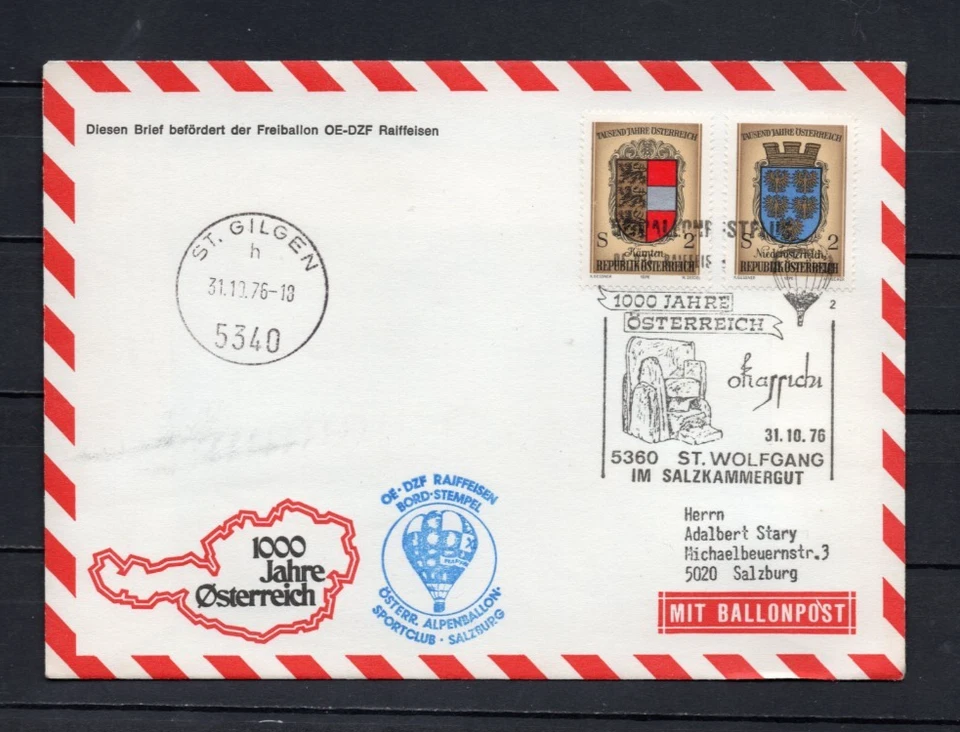 Diesen Brief befördert der Freiballon OE-DZF Raiffeisen
TAUSEND JAHRE ÖSTERREICH
S 2
Kärnten
REPUBLIK ÖSTERREICH
TAUSEND JAHRE ÖSTERREICH
S 2
Niederösterreich
REPUBLIK ÖSTERREICH
ST. GILGEN
h
31.10.76-18
5340
2
1000 JAHRE
ÖSTERREICH
31.10.76
5360 ST. WOLFGANG
IM SALZKAMMERGUT
Herrn
Adalbert Stary
Michaelbeuernstr.3
5020 Salzburg
MIT BALLONPOST
1000
Jahre
Østerreich
OE·DZF RAIFFEISEN
BORD·STEMPEL
ÖSTERR. ALPENBALLON·
SPORTCLUB · SALZBURG